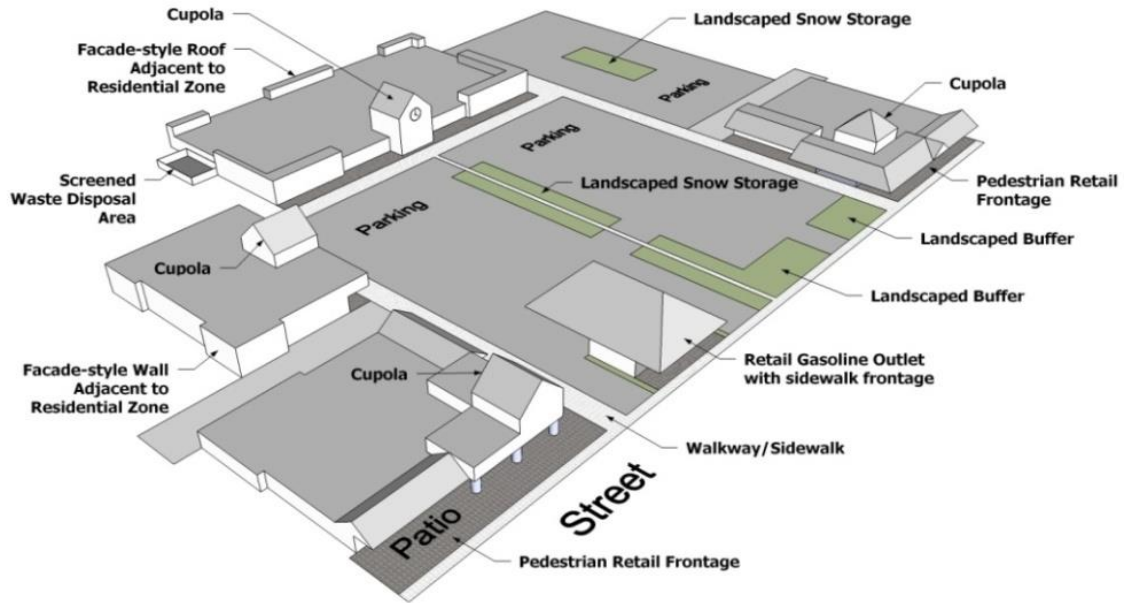 Cupola
Landscaped Snow Storage
Facade-style Roof
Adjacent to
Residential Zone
Parking
Cupola
Parking
Screened
Waste Disposal
Area
Landscaped Snow Storage
Pedestrian Retail
Frontage
Parking
Landscaped Buffer
Cupola
Landscaped Buffer
Facade-style Wall
Adjacent to
Residential Zone
Cupola
Retail Gasoline Outlet
with sidewalk frontage
Walkway/Sidewalk
Street
Patio
Pedestrian Retail Frontage